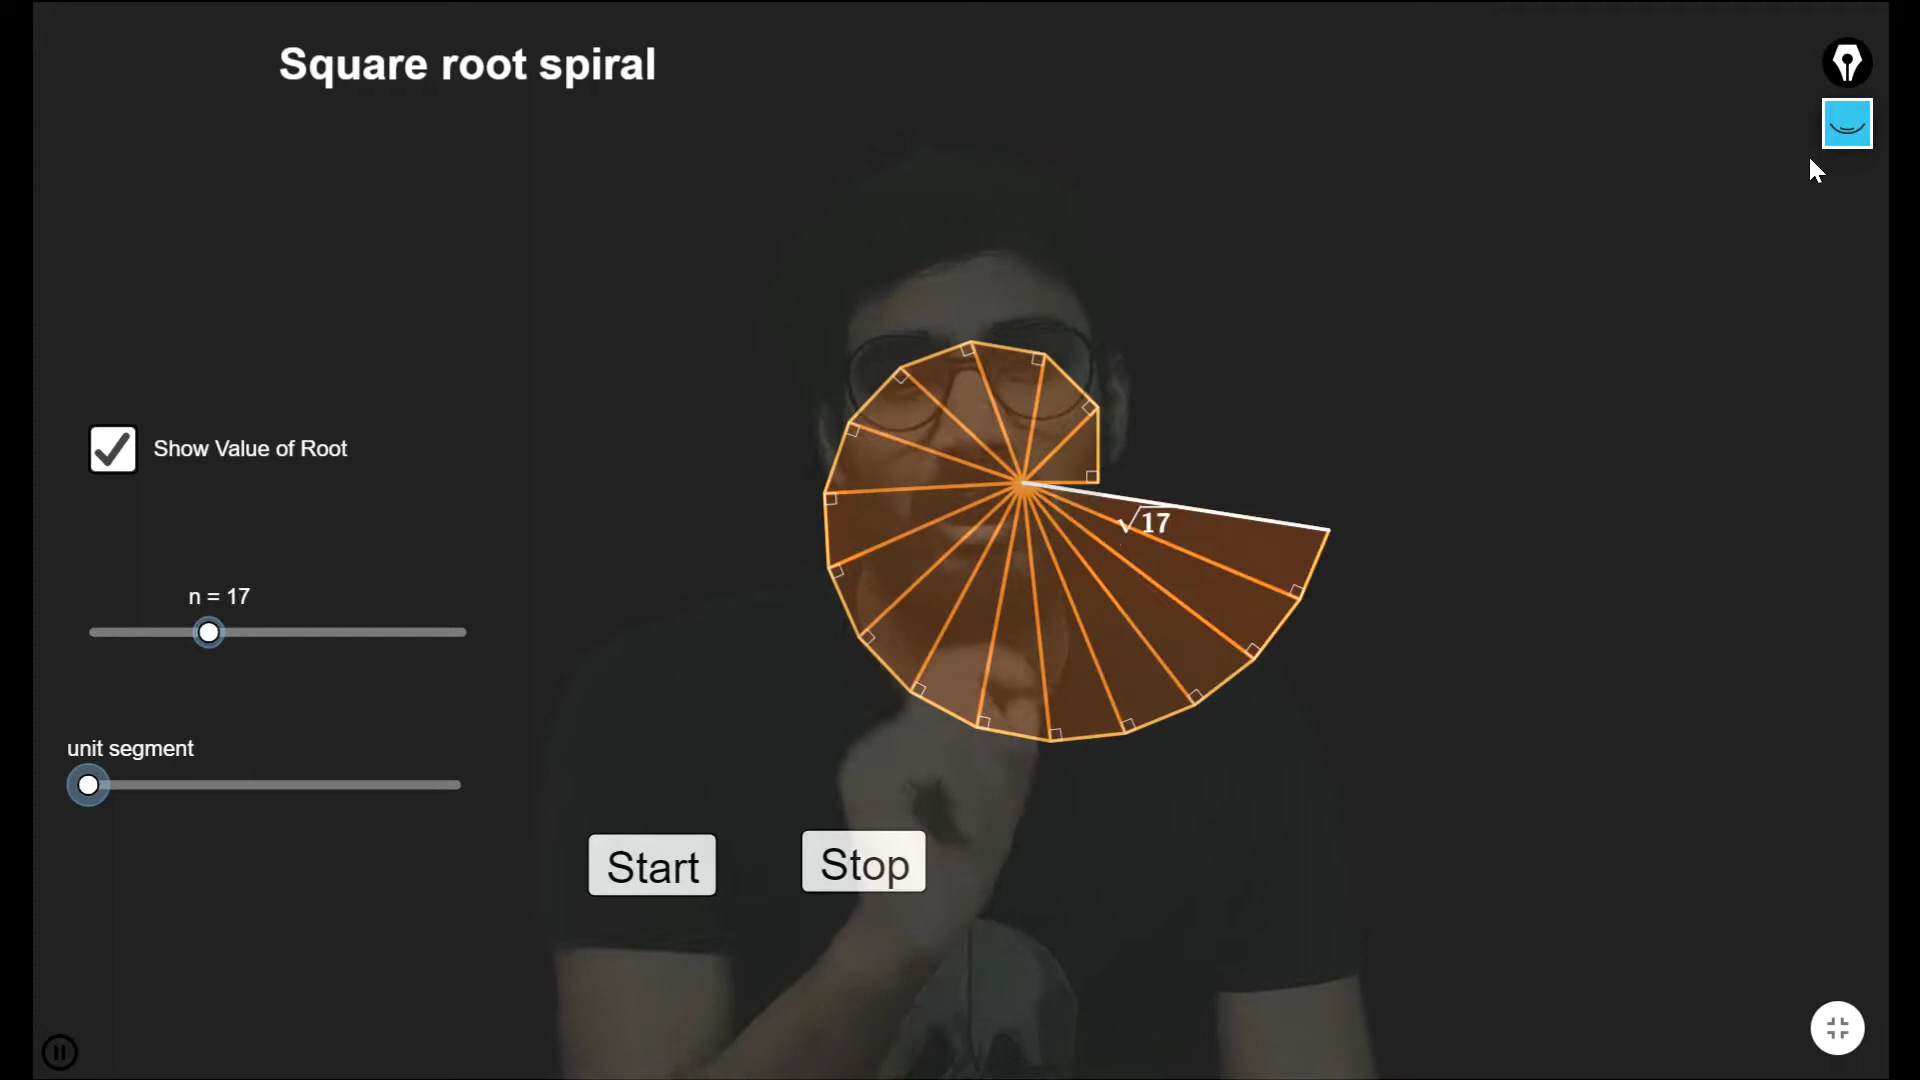 Square root spiral
Show Value of Root
√17
n = 17
unit segment
Start
Stop